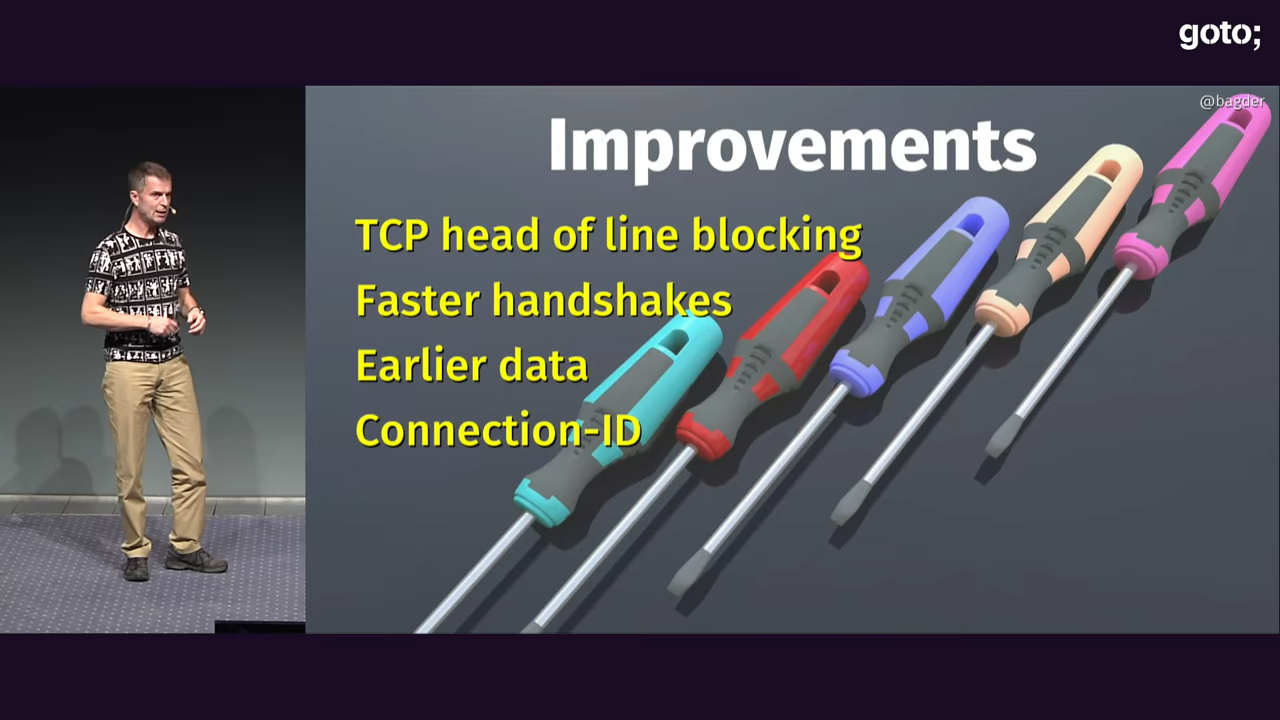 goto;
@bagder
Improvements
TCP head of line blocking
Faster handshakes
Earlier data
Connection-ID